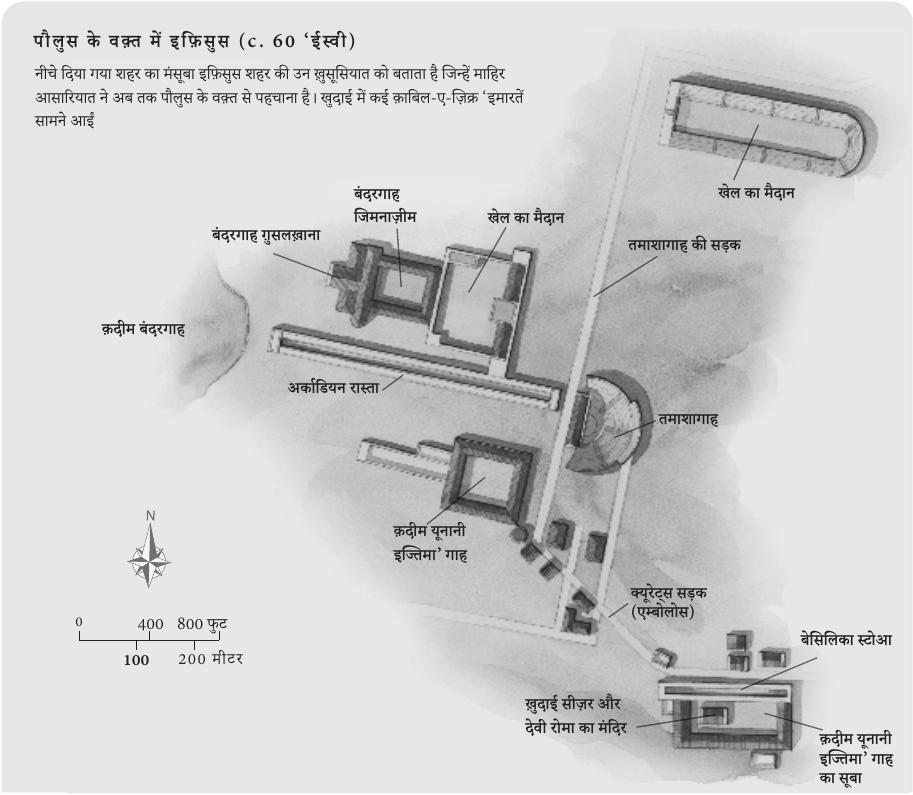 पौलुस के वक़्त में इफ़िसुस (c. 60 ‘ईस्वी)
नीचे दिया गया शहर का मंसूबा इफ़िसुस शहर की उन ख़ुसूसियात को बताता है जिन्हें माहिर
आसारियात ने अब तक पौलुस के वक़्त से पहचाना है। खुदाई में कई क़ाबिल-ए-ज़िक्र ‘इमारतें
सामने आईं
खेल का मैदान
बंदरगाह
जिमनाज़ीम
खेल का मैदान
बंदरगाह ग़ुसलख़ाना
तमाशागाह की सड़क
क़दीम बंदरगाह
अर्काडियन रास्ता
तमाशागाह
क़दीम यूनानी
इज्तिमा’ गाह
N
क्यूरेट्स सड़क
(एम्बोलोस)
0 400 800 फुट
100 200 मीटर
बेसिलिका स्टोआ
ख़ुदाई सीज़र और
देवी रोमा का मंदिर
क़दीम यूनानी
इज्तिमा’ गाह
का सूबा